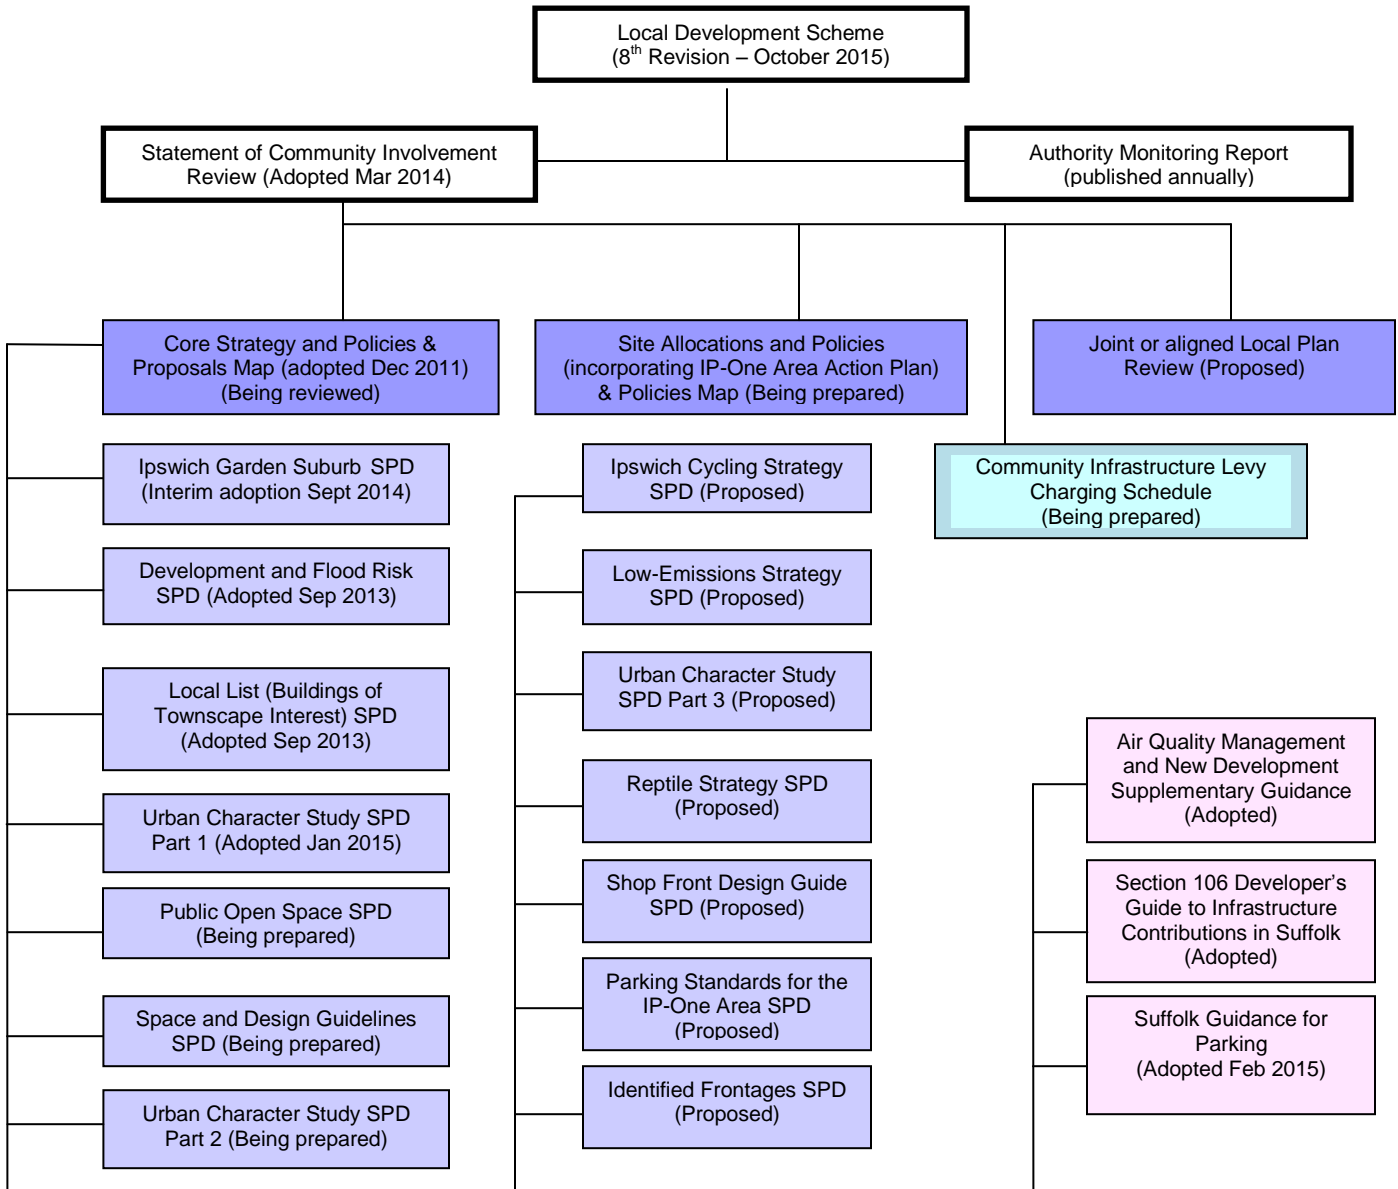 Local Development Scheme
(8th Revision – October 2015)
Statement of Community Involvement
Review (Adopted Mar 2014)
Authority Monitoring Report
(published annually)
Core Strategy and Policies &
Proposals Map (adopted Dec 2011)
(Being reviewed)
Site Allocations and Policies
(incorporating IP-One Area Action Plan)
& Policies Map (Being prepared)
Joint or aligned Local Plan
Review (Proposed)
Ipswich Garden Suburb SPD
(Interim adoption Sept 2014)
Development and Flood Risk
SPD (Adopted Sep 2013)
Local List (Buildings of
Townscape Interest) SPD
(Adopted Sep 2013)
Urban Character Study SPD
Part 1 (Adopted Jan 2015)
Public Open Space SPD
(Being prepared)
Space and Design Guidelines
SPD (Being prepared)
Urban Character Study SPD
Part 2 (Being prepared)
Ipswich Cycling Strategy
SPD (Proposed)
Low-Emissions Strategy
SPD (Proposed)
Urban Character Study
SPD Part 3 (Proposed)
Reptile Strategy SPD
(Proposed)
Shop Front Design Guide
SPD (Proposed)
Parking Standards for the
IP-One Area SPD
(Proposed)
Identified Frontages SPD
(Proposed)
Community Infrastructure Levy
Charging Schedule
(Being prepared)
Air Quality Management
and New Development
Supplementary Guidance
(Adopted)
Section 106 Developer’s
Guide to Infrastructure
Contributions in Suffolk
(Adopted)
Suffolk Guidance for
Parking
(Adopted Feb 2015)